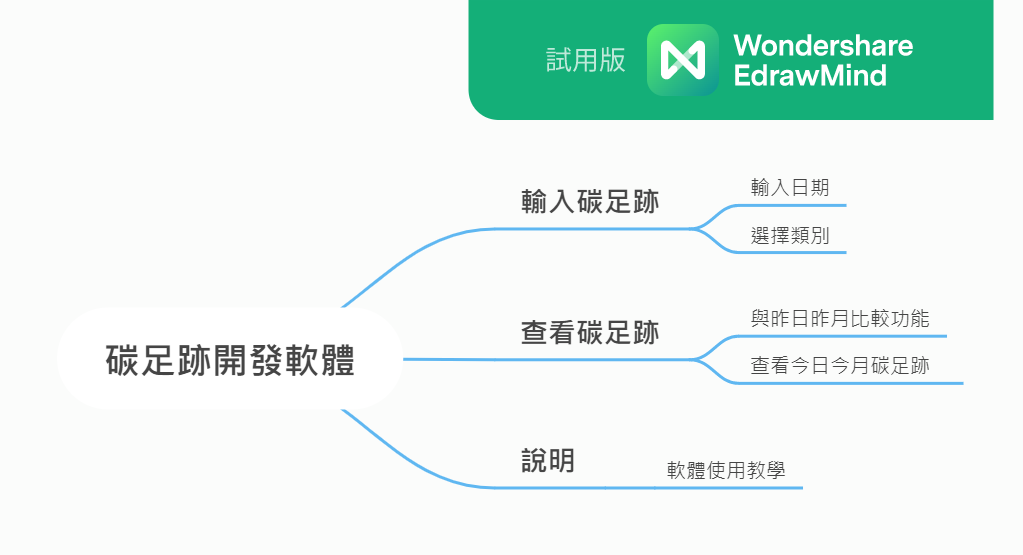 試用版
Wondershare
EdrawMind
輸入碳足跡
輸入日期
選擇類別
碳足跡開發軟體
查看碳足跡
與昨日昨月比較功能
查看今日今月碳足跡
說明
軟體使用教學